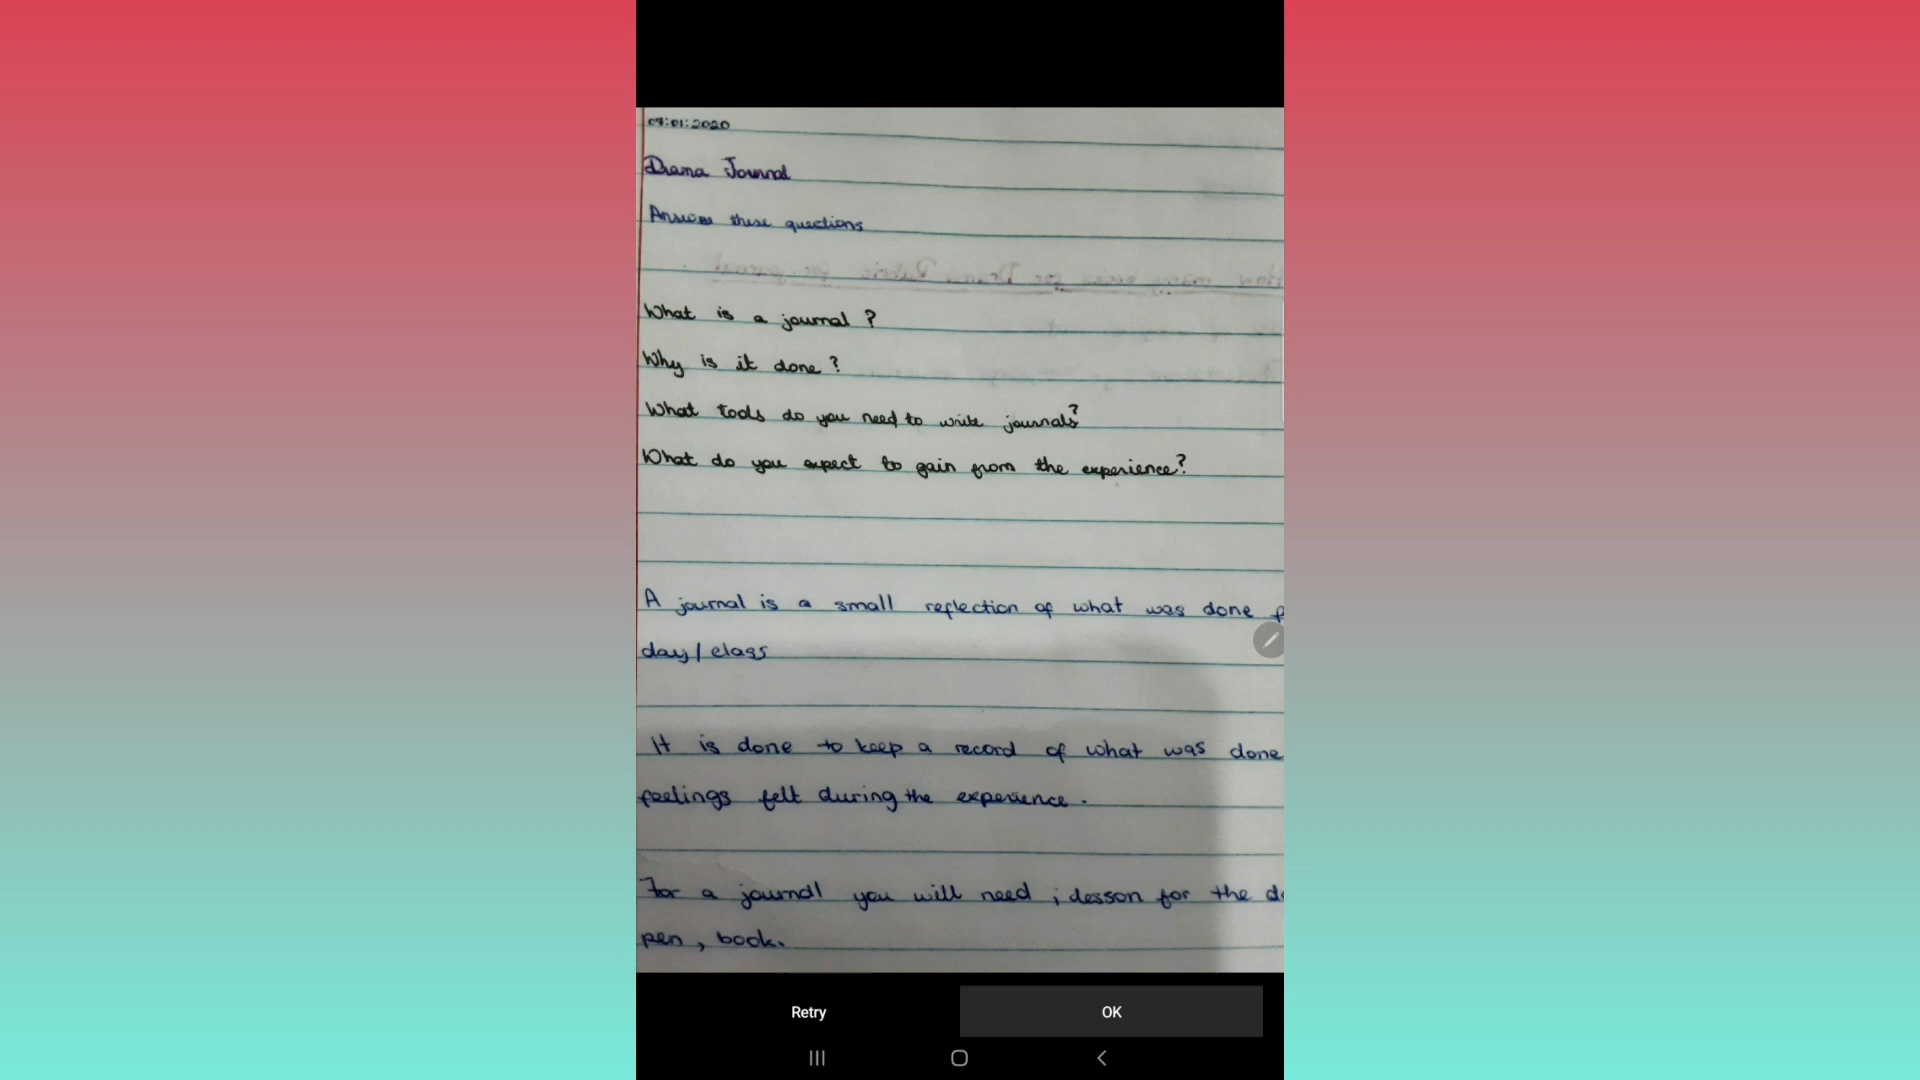 07:01:2020
Drama Journal
Answer these questions
What is a journal ?
Why is it done ?
What tools do you need to write journals?
What do you expect to gain from the experience?
A journal is a small reflection of what was done
day/class
It is done to keep a record of what was done
feelings felt during the experience.
For a journal you will need ; lesson for the
pen, book.
Retry
OK